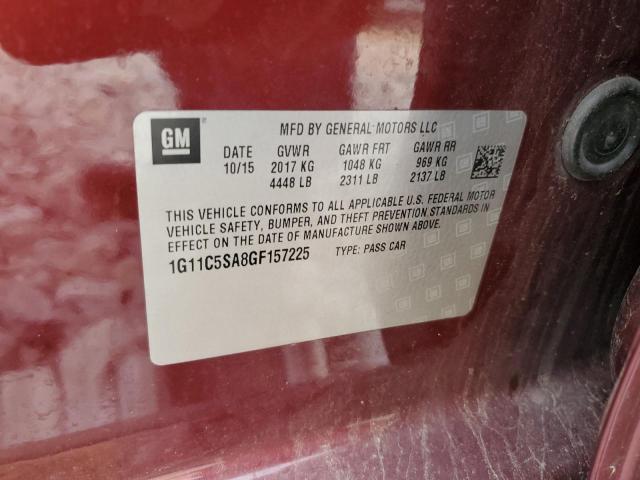 GM
MFD BY GENERAL MOTORS LLC
DATE GVWR GAWR FRT GAWR RR
10/15 2017 KG 1048 KG 969 KG
4448 LB 2311 LB 2137 LB
THIS VEHICLE CONFORMS TO ALL APPLICABLE U.S. FEDERAL MOTOR
VEHICLE SAFETY, BUMPER, AND THEFT PREVENTION STANDARDS IN
EFFECT ON THE DATE OF MANUFACTURE SHOWN ABOVE.
1G11C5SA8GF157225 TYPE: PASS CAR